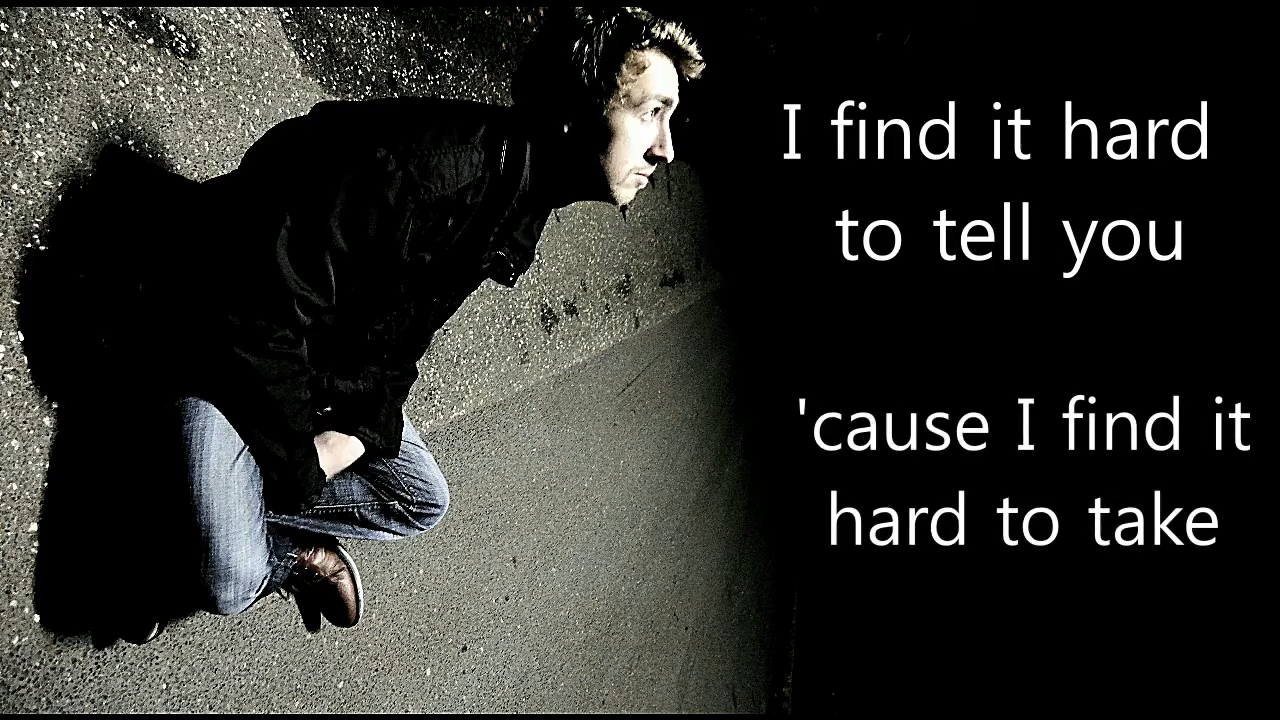 I find it hard
to tell you
'cause I find it
hard to take